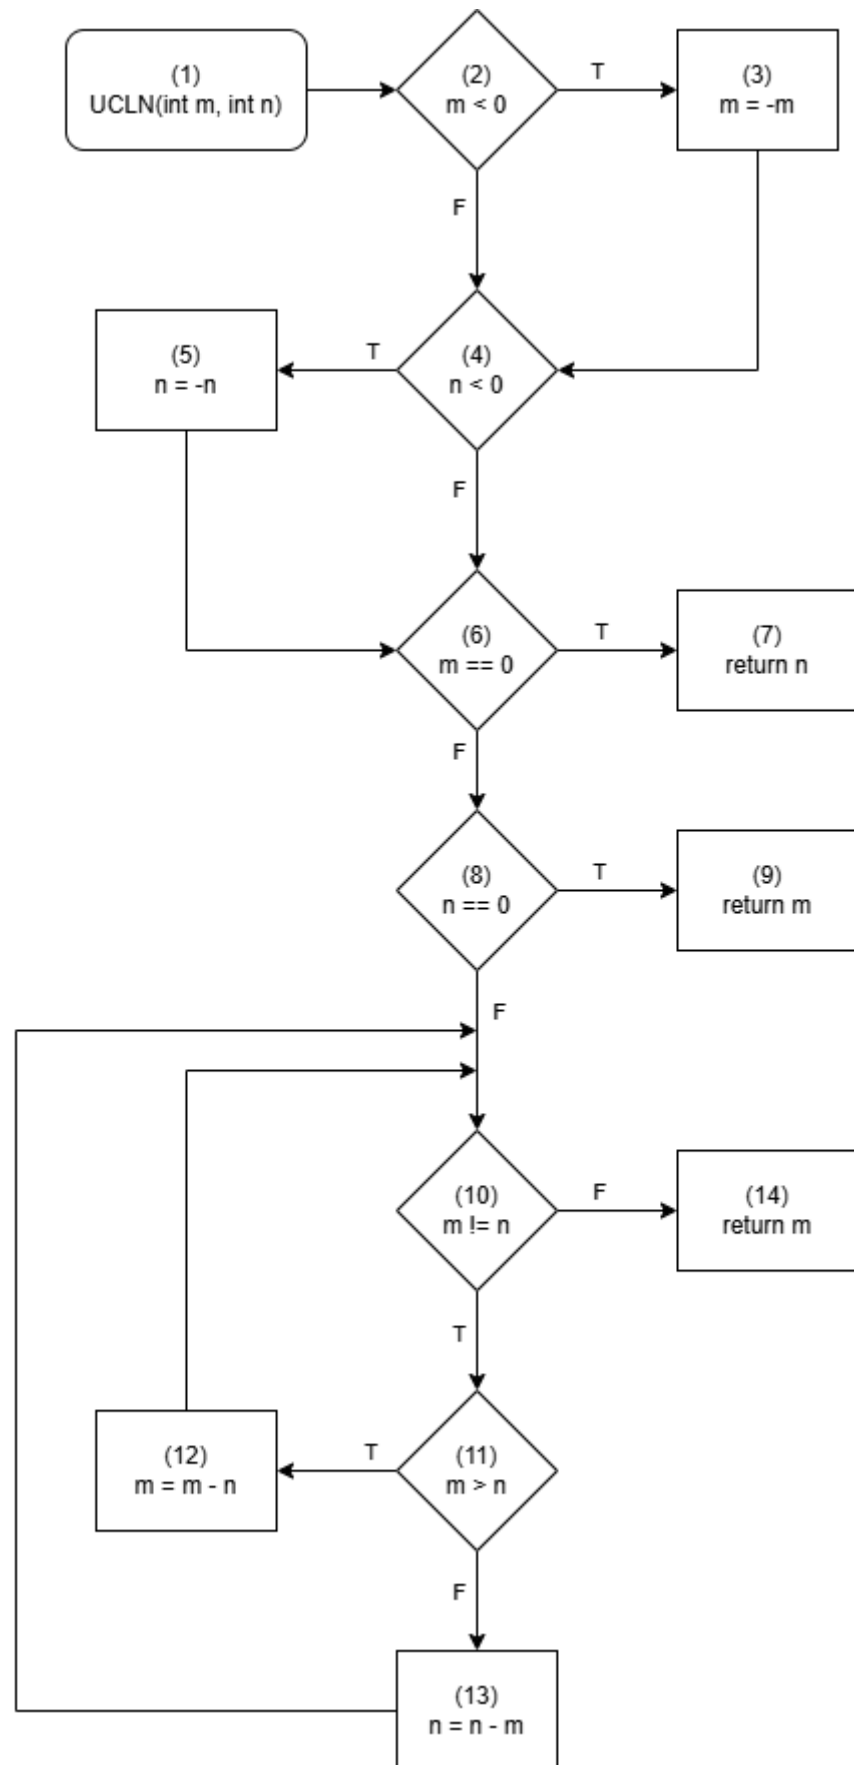 (1)
UCLN(int m, int n)
(2)
m < 0
T
(3)
m = -m
F
(5)
n = -n
T
(4)
n < 0
F
(6)
m == 0
T
(7)
return n
F
(8)
n == 0
T
(9)
return m
F
(10)
m != n
F
(14)
return m
T
(12)
m = m - n
T
(11)
m > n
F
(13)
n = n - m